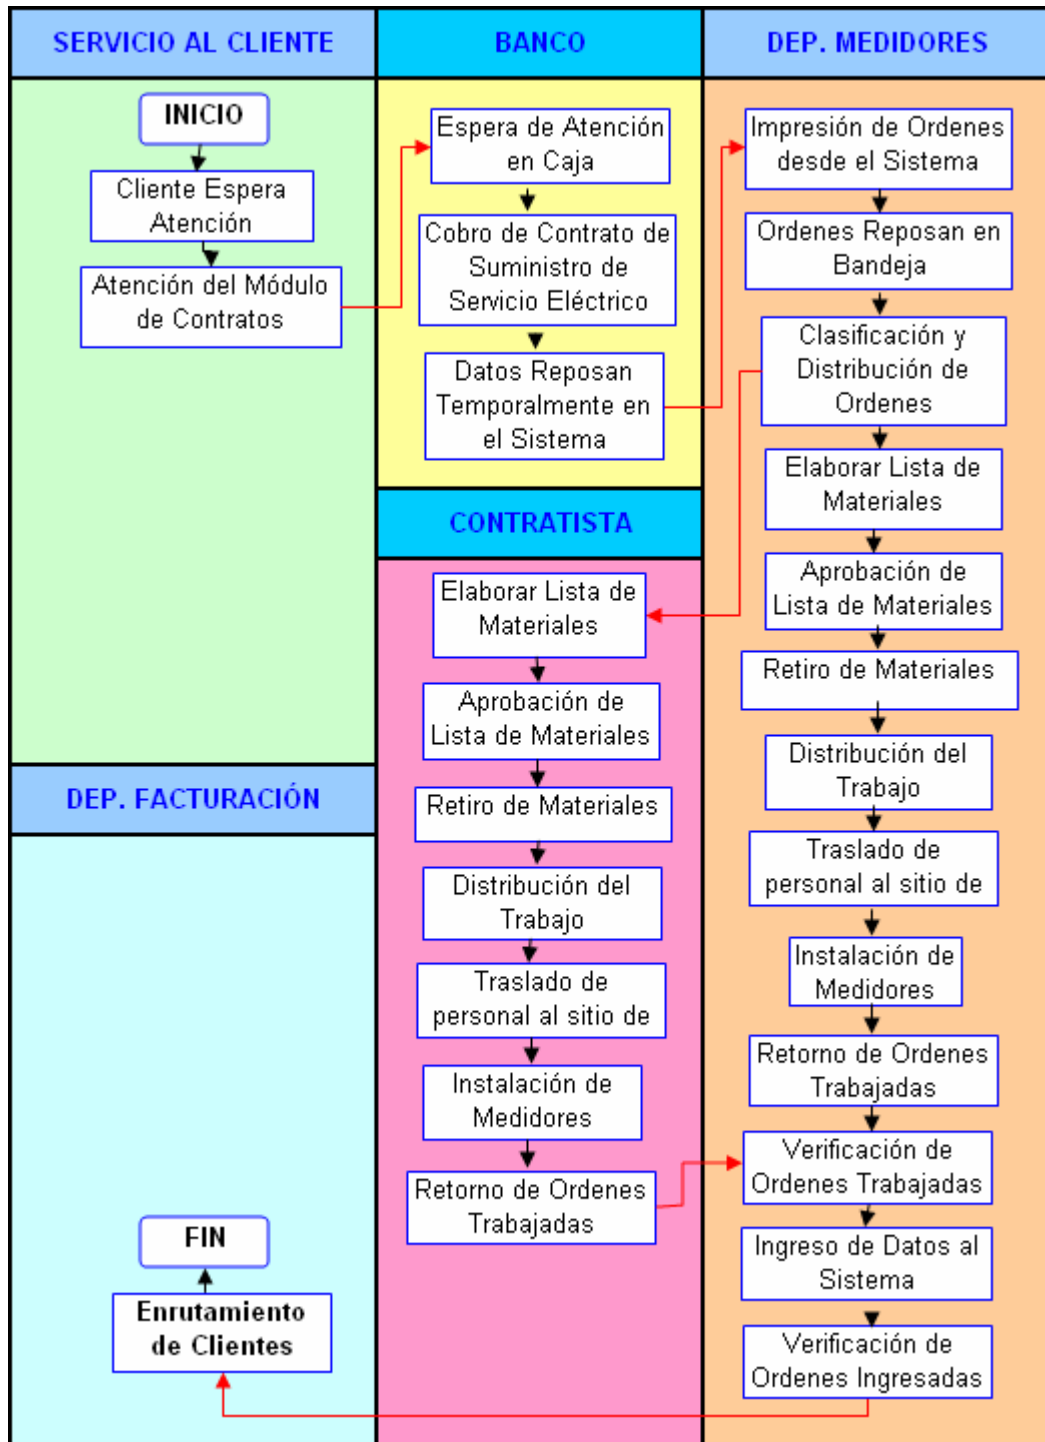 SERVICIO AL CLIENTE
INICIO
Cliente Espera
Atención
Atención del Módulo
de Contratos
BANCO
Espera de Atención
en Caja
Cobro de Contrato de
Suministro de
Servicio Eléctrico
Datos Reposan
Temporalmente en
el Sistema
DEP. MEDIDORES
Impresión de Ordenes
desde el Sistema
Ordenes Reposan en
Bandeja
Clasificación y
Distribución de
Ordenes
Elaborar Lista de
Materiales
Aprobación de
Lista de Materiales
Retiro de Materiales
Distribución del
Trabajo
Traslado de
personal al sitio de
Instalación de
Medidores
Retorno de Ordenes
Trabajadas
Verificación de
Ordenes Trabajadas
Ingreso de Datos al
Sistema
Verificación de
Ordenes Ingresadas
CONTRATISTA
Elaborar Lista de
Materiales
Aprobación de
Lista de Materiales
Retiro de Materiales
Distribución del
Trabajo
Traslado de
personal al sitio de
Instalación de
Medidores
Retorno de Ordenes
Trabajadas
DEP. FACTURACIÓN
FIN
Enrutamiento
de Clientes